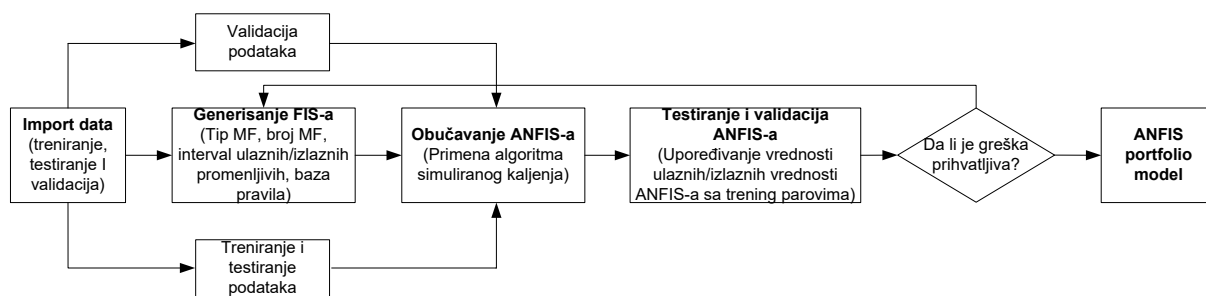 Validacija
podataka
Import data
(treniranje,
testiranje I
validacija)
Generisanje FIS-a
(Tip MF, broj MF,
interval ulaznih/izlaznih
promenljivih, baza
pravila)
Obučavanje ANFIS-a
(Primena algoritma
simuliranog kaljenja)
Testiranje i validacija
ANFIS-a
(Upoređivanje vrednosti
ulaznih/izlaznih vrednosti
ANFIS-a sa trening parovima)
Da li je greška
prihvatljiva?
ANFIS
portfolio
model
Treniranje i
testiranje
podataka